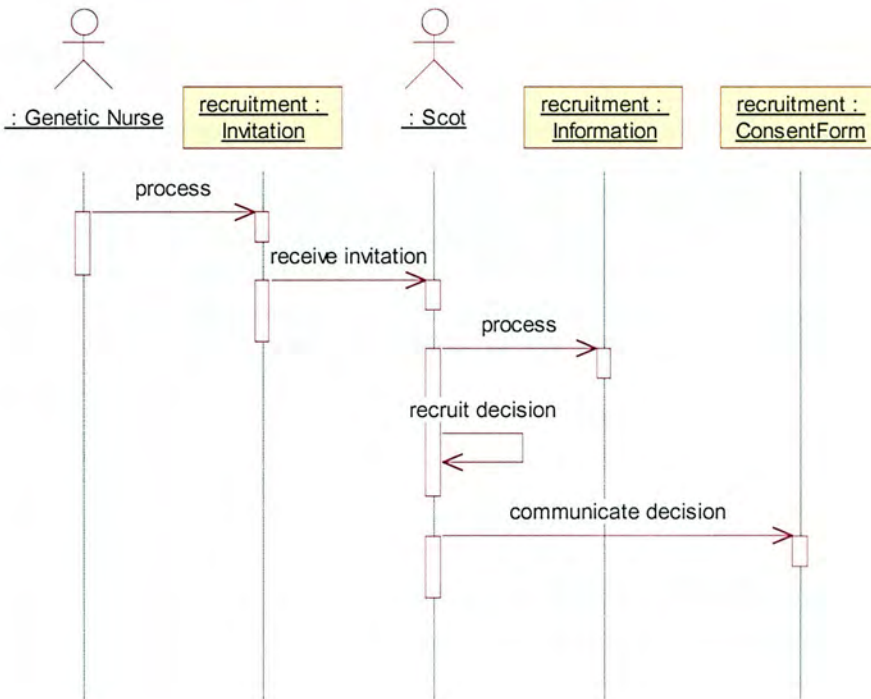 : Genetic Nurse
recruitment :
Invitation
: Scot
recruitment :
Information
recruitment :
ConsentForm
process
receive invitation
process
recruit decision
communicate decision